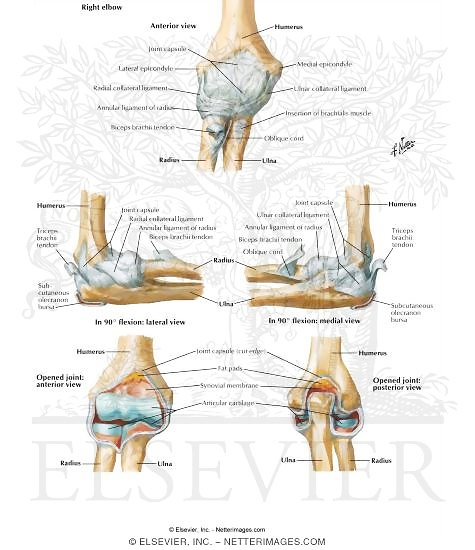 Right elbow
Anterior view
Humerus
Joint capsule
Lateral epicondyle
Medial epicondyle
Radial collateral ligament
Ulnar collateral ligament
Annular ligament of radius
Insertion of brachialis muscle
Biceps brachii tendon
Oblique cord
Radius
Ulna
F. Netter
Humerus
Joint capsule
Radial collateral ligament
Annular ligament of radius
Biceps brachii tendon
Triceps
brachii
tendon
Sub-
cutaneous
olecranon
bursa
In 90° flexion: lateral view
Radius
Ulna
Joint capsule
Ulnar collateral ligament
Annular ligament of radius
Biceps brachii tendon
Oblique cord
Humerus
Triceps
brachii
tendon
Subcutaneous
olecranon
bursa
In 90° flexion: medial view
Humerus
Opened joint:
anterior view
Joint capsule (cut edge)
Fat pads
Synovial membrane
Articular cartilage
Humerus
Opened joint:
posterior view
Radius
Ulna
Ulna
Radius
ELSEVIER
© Elsevier, Inc. - Netterimages.com
© ELSEVIER, INC. – NETTERIMAGES.COM